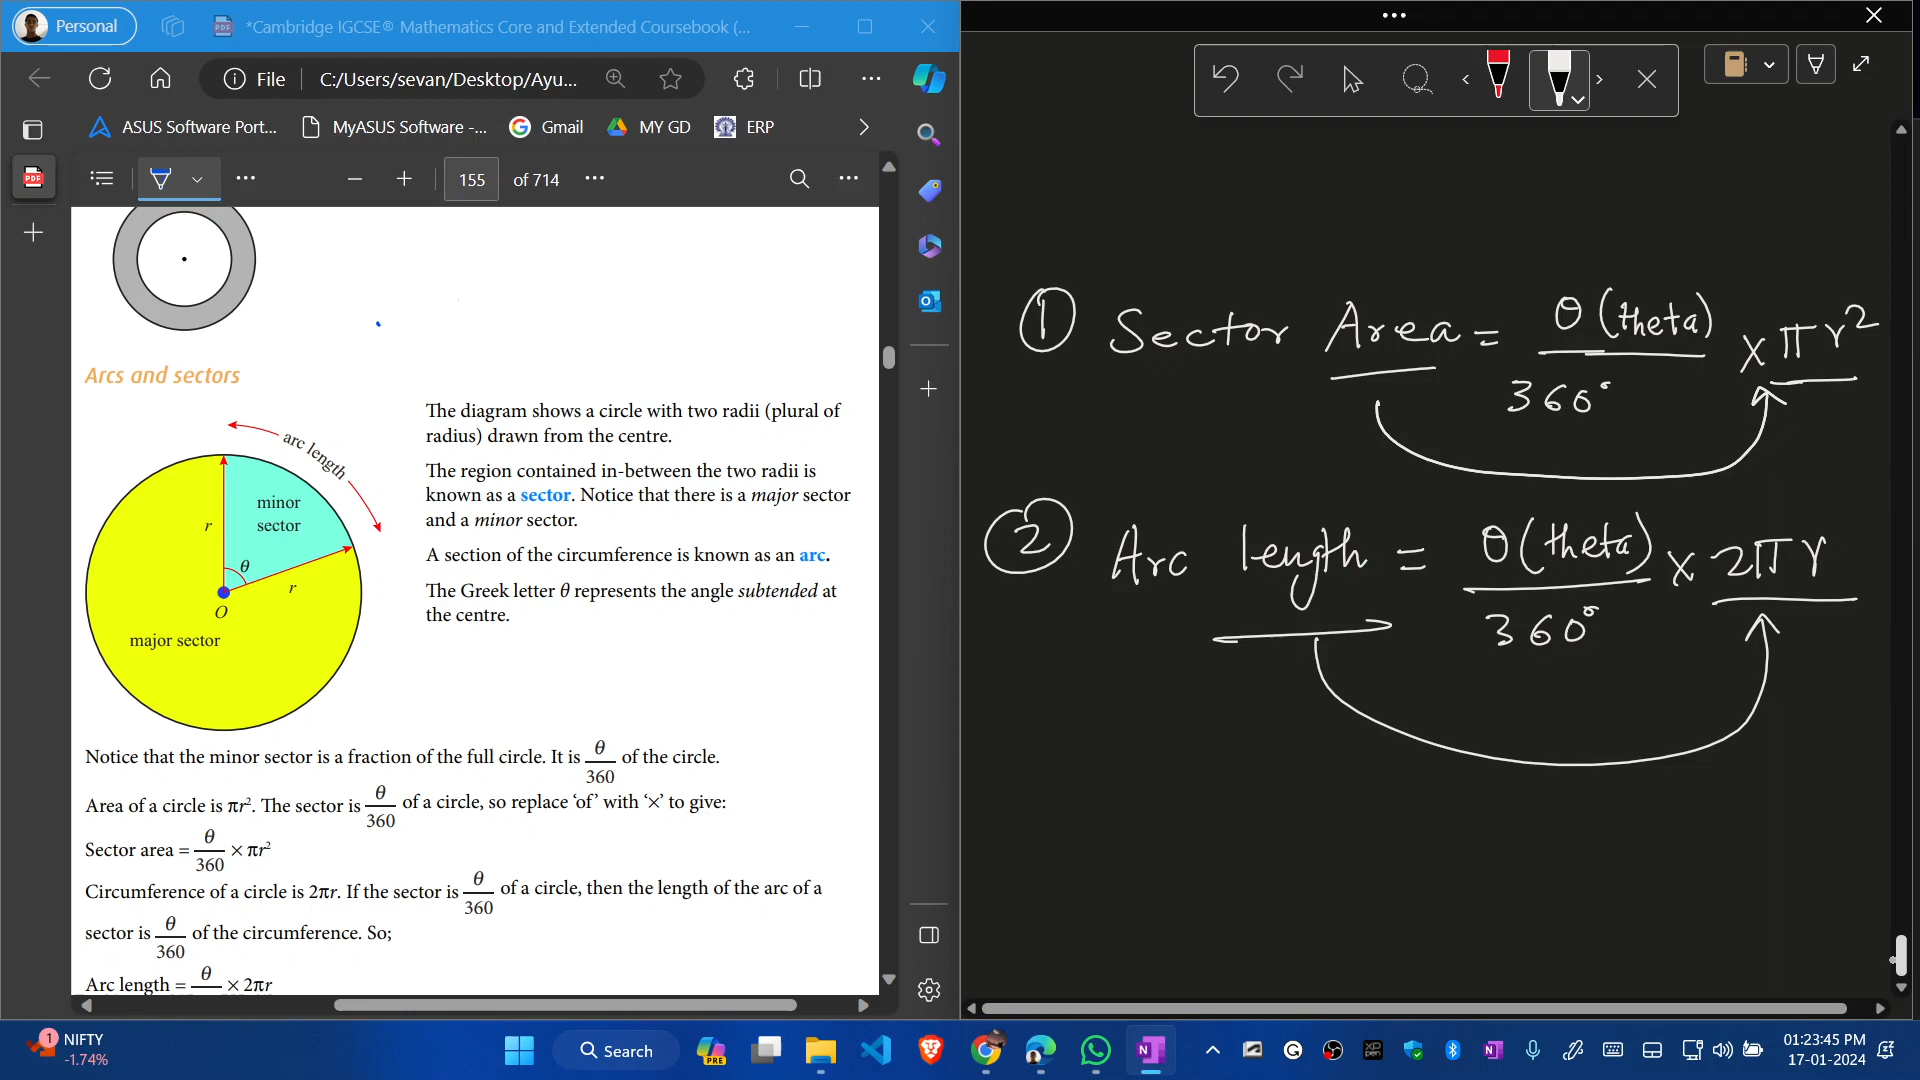 Personal
*Cambridge IGCSE® Mathematics Core and Extended Coursebook (...
File
C:/Users/sevan/Desktop/Ayu...
ASUS Software Port...
MyASUS Software -...
Gmail
MY GD
ERP
155 of 714
Arcs and sectors
arc length
minor
sector
r
θ
r
O
major sector
The diagram shows a circle with two radii (plural of
radius) drawn from the centre.
The region contained in-between the two radii is
known as a sector. Notice that there is a major sector
and a minor sector.
A section of the circumference is known as an arc.
The Greek letter θ represents the angle subtended at
the centre.
Notice that the minor sector is a fraction of the full circle. It is θ/360 of the circle.
Area of a circle is πr². The sector is θ/360 of a circle, so replace ‘of’ with ‘×’ to give:
Sector area = θ/360 × πr²
Circumference of a circle is 2πr. If the sector is θ/360 of a circle, then the length of the arc of a
sector is θ/360 of the circumference. So;
Arc length = θ × 2πr
① Sector Area = θ (theta)/360° × πr²
② Arc length = θ (theta)/360° × 2πr
1
NIFTY
-1.74%
Search
PRE
01:23:45 PM
17-01-2024